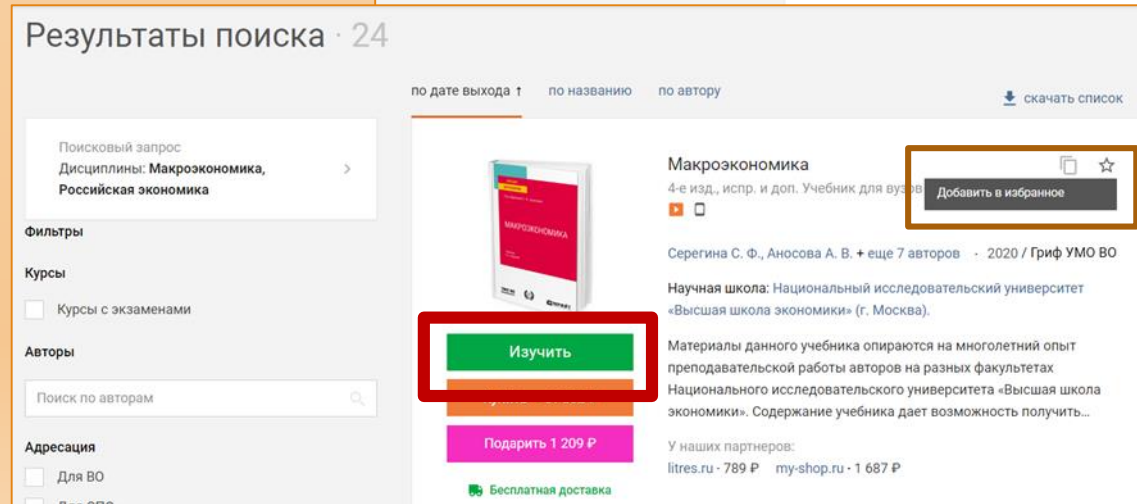 Результаты поиска · 24
по дате выхода ↑ по названию по автору
скачать список
Поисковый запрос
Дисциплины: Макроэкономика,
Российская экономика
Фильтры
Курсы
Курсы с экзаменами
Авторы
Поиск по авторам
Адресация
Для ВО
МАКРОЭКОНОМИКА
Изучить
Подарить 1 209 ₽
Бесплатная доставка
Макроэкономика
4-е изд., испр. и доп. Учебник для вузов
Добавить в избранное
Серегина С. Ф., Аносова А. В. + еще 7 авторов · 2020 / Гриф УМО ВО
Научная школа: Национальный исследовательский университет
«Высшая школа экономики» (г. Москва).
Материалы данного учебника опираются на многолетний опыт
преподавательской работы авторов на разных факультетах
Национального исследовательского университета «Высшая школа
экономики». Содержание учебника дает возможность получить…
У наших партнеров:
litres.ru · 789 ₽ my-shop.ru · 1 687 ₽